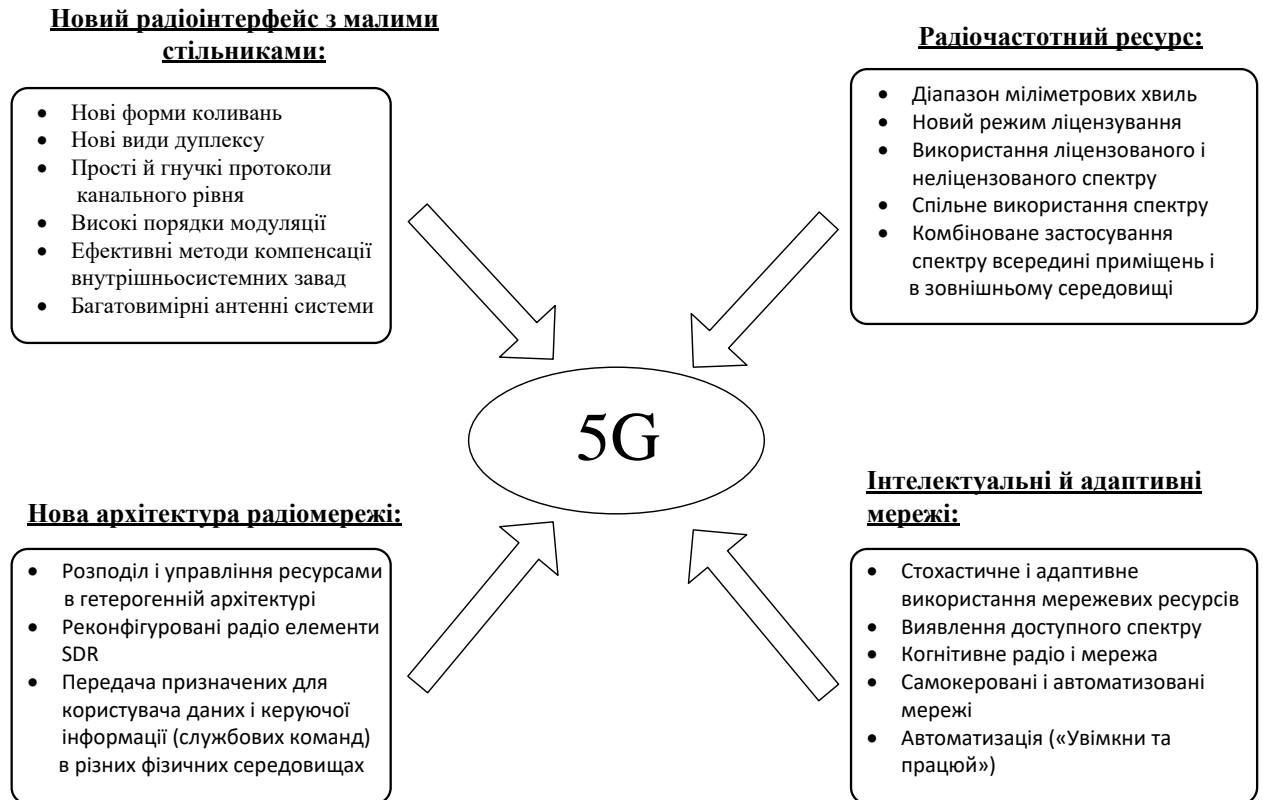 Новий радіоінтерфейс з малими
стільниками:
• Нові форми коливань
• Нові види дуплексу
• Прості й гнучкі протоколи
канального рівня
• Високі порядки модуляції
• Ефективні методи компенсації
внутрішньосистемних завад
• Багатовимірні антенні системи
Радіочастотний ресурс:
• Діапазон міліметрових хвиль
• Новий режим ліцензування
• Використання ліцензованого і
неліцензованого спектру
• Спільне використання спектру
• Комбіноване застосування
спектру всередині приміщень і
в зовнішньому середовищі
5G
Нова архітектура радіомережі:
• Розподіл і управління ресурсами
в гетерогенній архітектурі
• Реконфігуровані радіо елементи
SDR
• Передача призначених для
користувача даних і керуючої
інформації (службових команд)
в різних фізичних середовищах
Інтелектуальні й адаптивні
мережі:
• Стохастичне і адаптивне
використання мережевих ресурсів
• Виявлення доступного спектру
• Когнітивне радіо і мережа
• Самокеровані і автоматизовані
мережі
• Автоматизація («Увімкни та
працюй»)